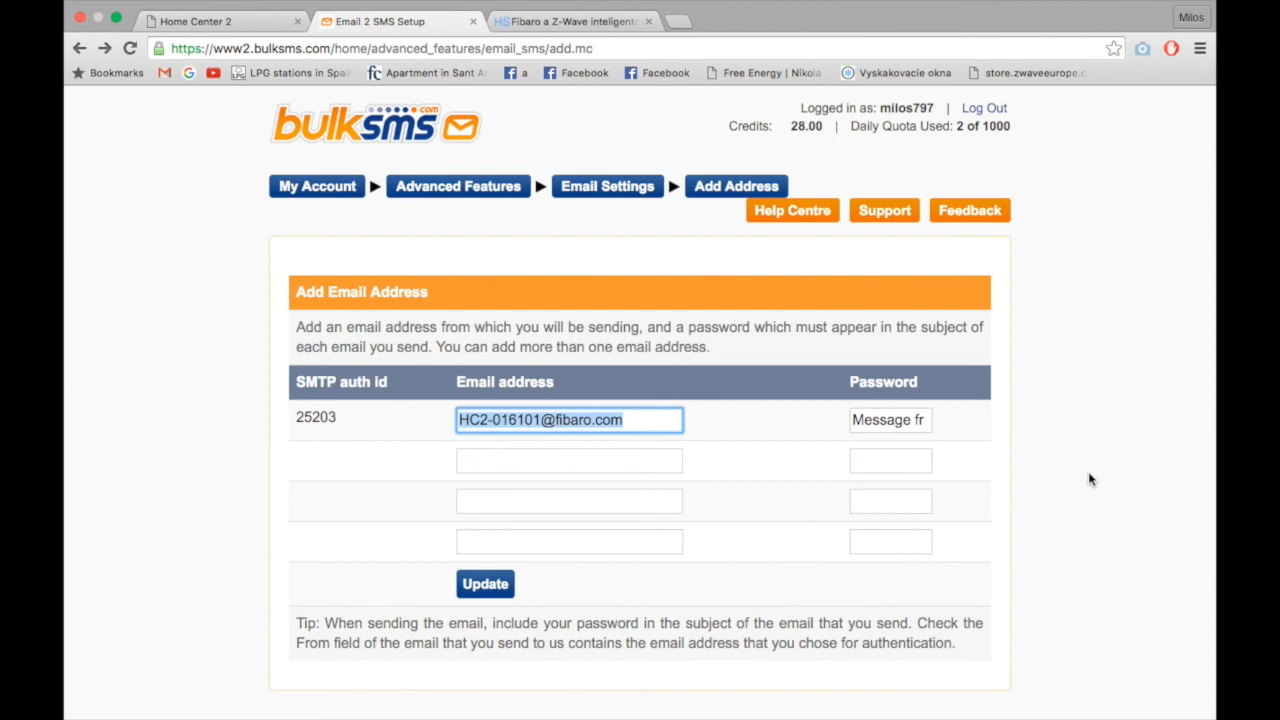 Home Center 2
Email 2 SMS Setup
Fibaro a Z-Wave inteligentn
Milos
https://www2.bulksms.com/home/advanced_features/email_sms/add.mc
Bookmarks
LPG stations in Spai
Apartment in Sant A
a
Facebook
Facebook
Free Energy | Nikola
Vyskakovacie okna
store.zwaveeurope.c
bulksms.com
Logged in as: milos797 | Log Out
Credits: 28.00 | Daily Quota Used: 2 of 1000
My Account
Advanced Features
Email Settings
Add Address
Help Centre
Support
Feedback
Add Email Address
Add an email address from which you will be sending, and a password which must appear in the subject of
each email you send. You can add more than one email address.
SMTP auth id
Email address
Password
25203
HC2-016101@fibaro.com
Message fr
Update
Tip: When sending the email, include your password in the subject of the email that you send. Check the
From field of the email that you send to us contains the email address that you chose for authentication.